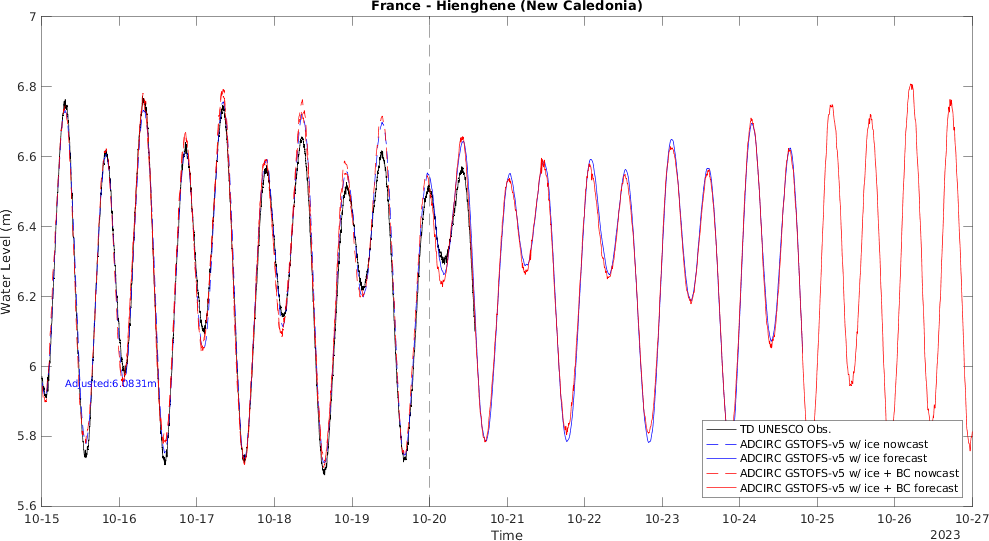 France - Hienghene (New Caledonia)
7
6.8
6.6
6.4
6.2
6
5.8
5.6
Water Level (m)
Adjusted:6.0831m
TD UNESCO Obs.
ADCIRC GSTOFS-v5 w/ ice nowcast
ADCIRC GSTOFS-v5 w/ ice forecast
ADCIRC GSTOFS-v5 w/ ice + BC nowcast
ADCIRC GSTOFS-v5 w/ ice + BC forecast
10-15 10-16 10-17 10-18 10-19 10-20 10-21 10-22 10-23 10-24 10-25 10-26 10-27
Time
2023